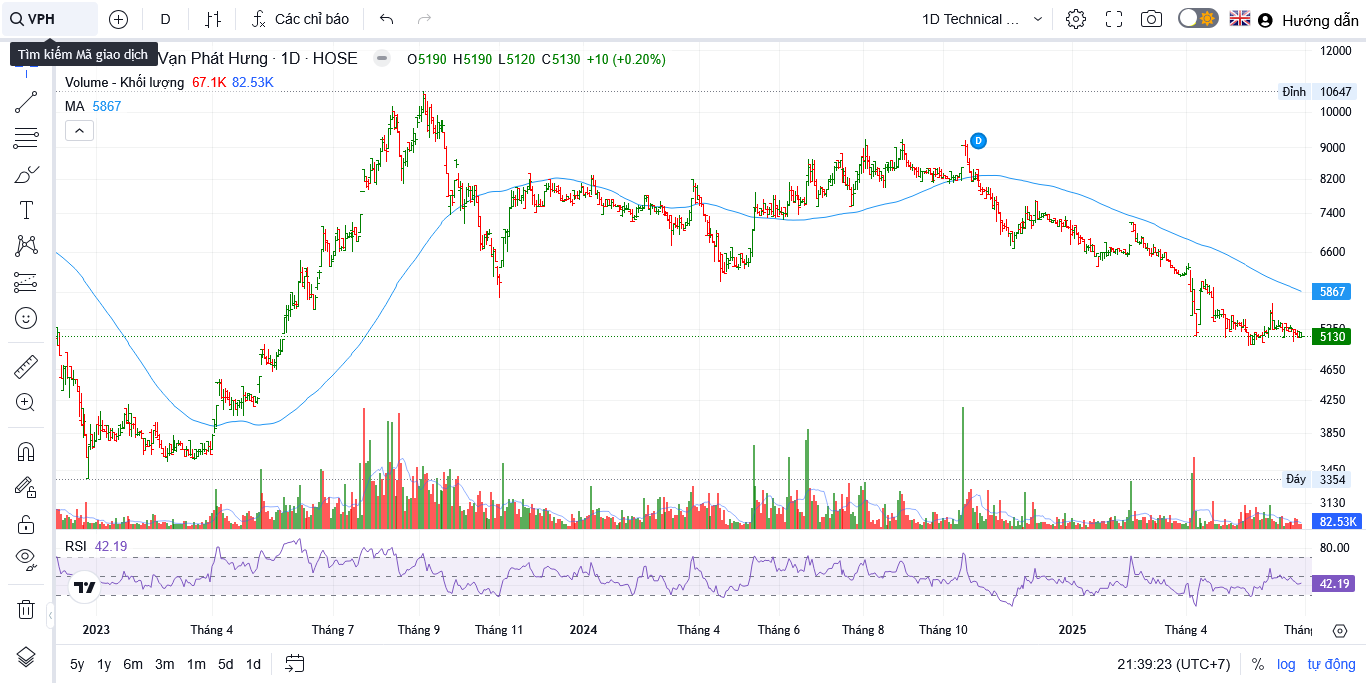 VPH
D
Các chỉ báo
1D Technical ...
Hướng dẫn
Tìm kiếm Mã giao dịch
Vạn Phát Hưng · 1D · HOSE
O5190 H5190 L5120 C5130 +10 (+0.20%)
Volume - Khối lượng 67.1K 82.53K
MA 5867
12000
Đỉnh 10647
10000
D
9000
8200
7400
6600
5867
5250
5130
4650
4250
3850
3450
Đáy 3354
3130
82.53K
RSI 42.19
80.00
42.19
2023 Tháng 4 Tháng 7 Tháng 9 Tháng 11 2024 Tháng 4 Tháng 6 Tháng 8 Tháng 10 2025 Tháng 4 Thán
5y 1y 6m 3m 1m 5d 1d
21:39:23 (UTC+7) % log tự động